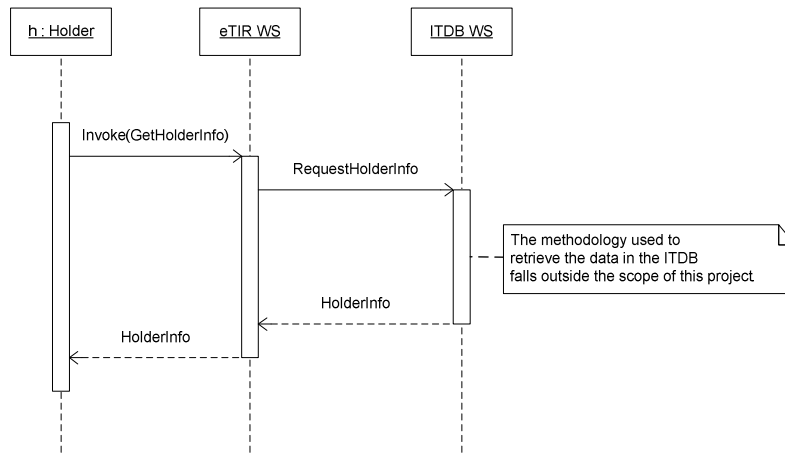 h : Holder
eTIR WS
ITDB WS
Invoke(GetHolderInfo)
RequestHolderInfo
The methodology used to
retrieve the data in the ITDB
falls outside the scope of this project.
HolderInfo
HolderInfo